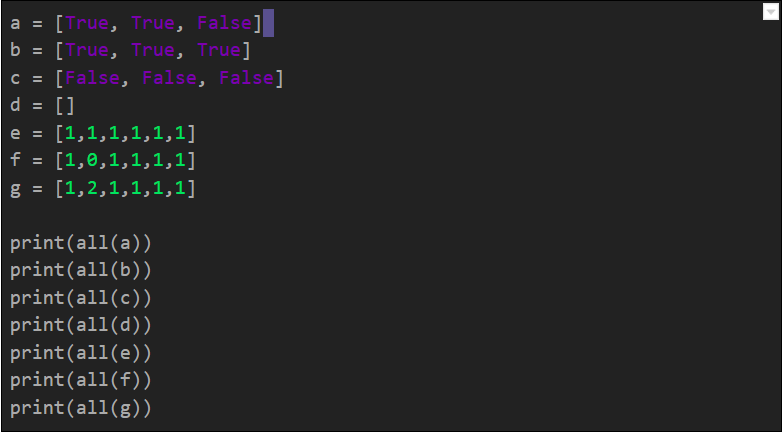 a = [True, True, False]
b = [True, True, True]
c = [False, False, False]
d = []
e = [1,1,1,1,1,1]
f = [1,0,1,1,1,1]
g = [1,2,1,1,1,1]
print(all(a))
print(all(b))
print(all(c))
print(all(d))
print(all(e))
print(all(f))
print(all(g))